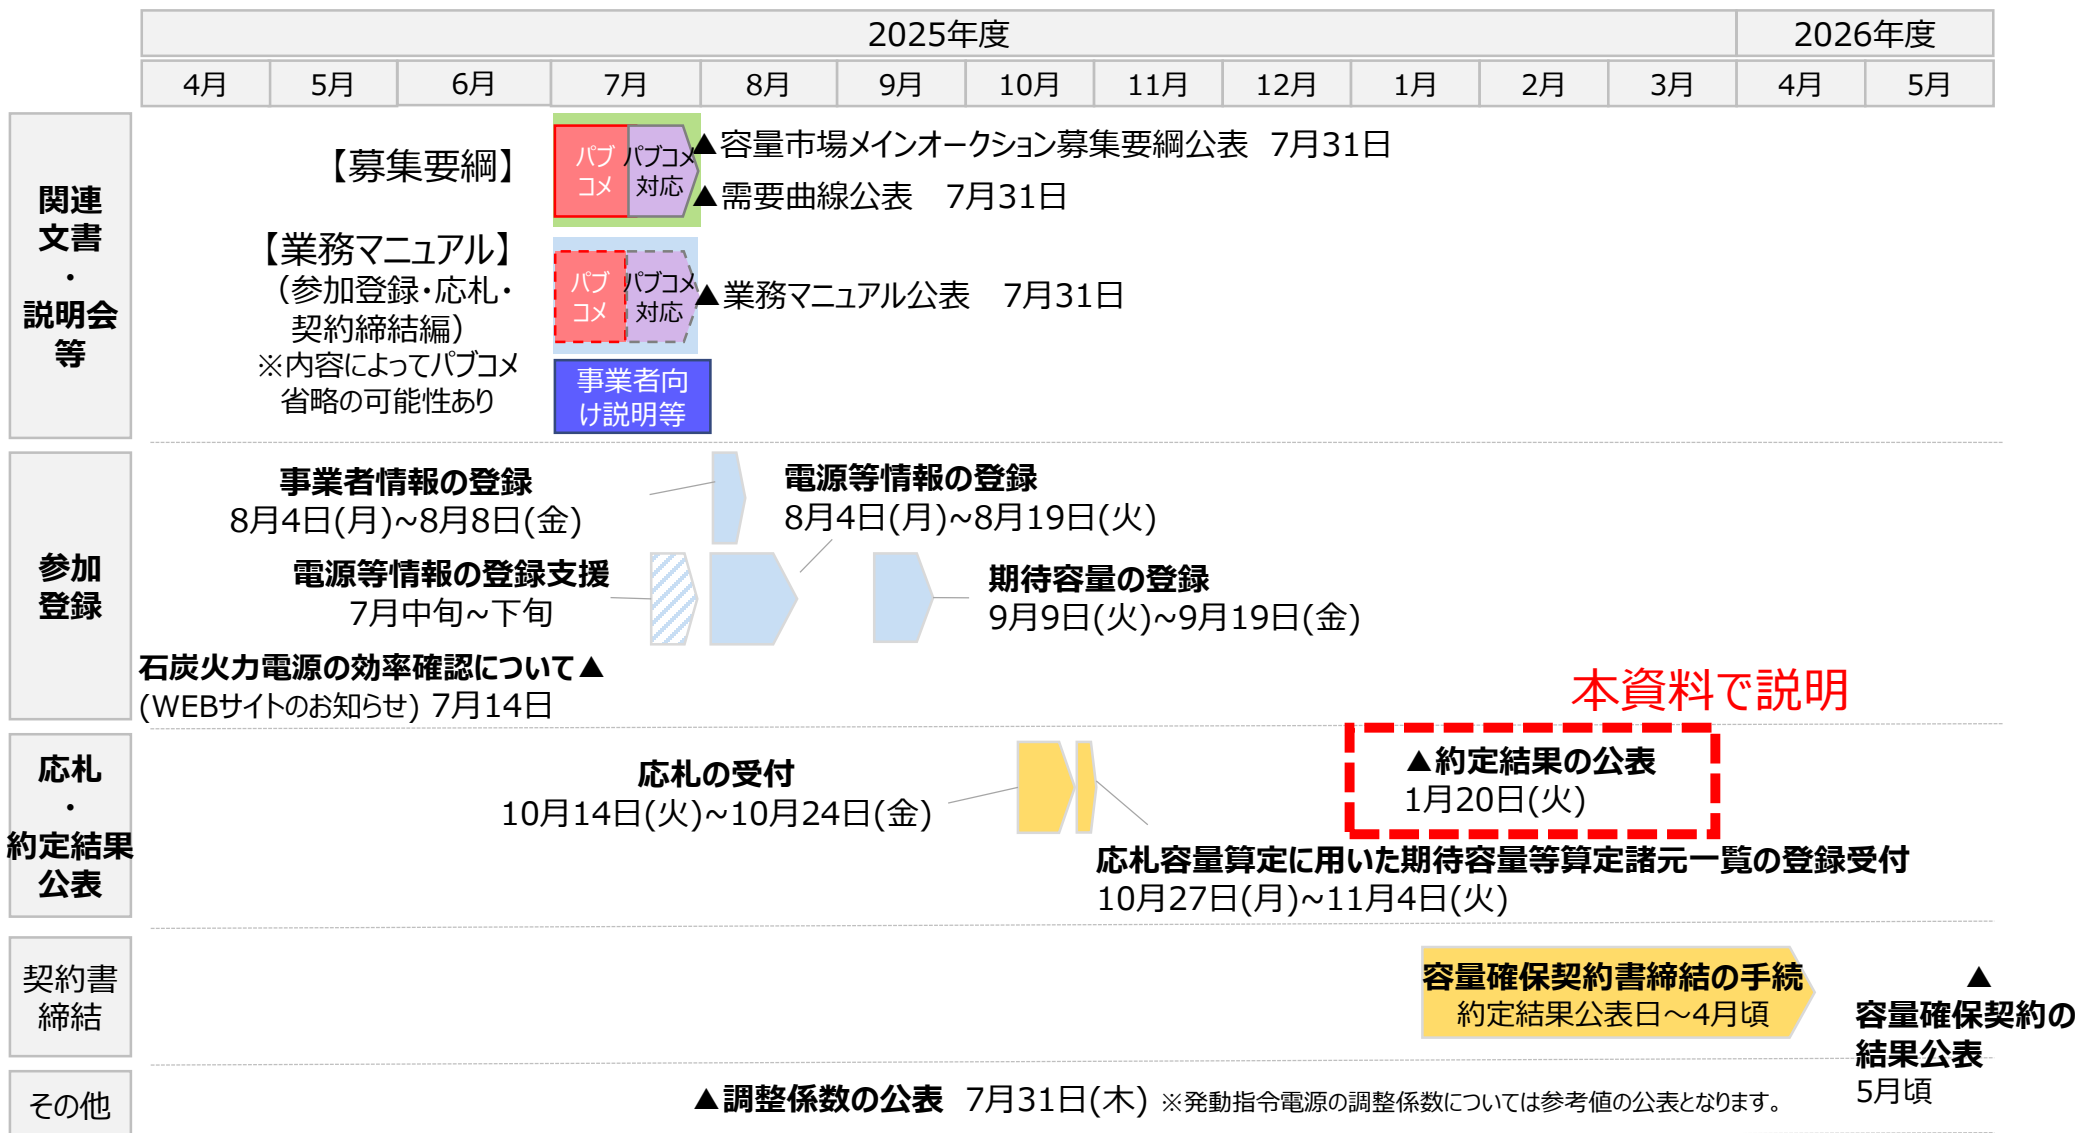 2025年度
2026年度
4月
5月
6月
7月
8月
9月
10月
11月
12月
1月
2月
3月
4月
5月
関連
文書
・
説明会
等
【募集要綱】
パブ
コメ
パブコメ
対応
▲容量市場メインオークション募集要綱公表 7月31日
▲需要曲線公表 7月31日
【業務マニュアル】
（参加登録・応札・
契約締結編）
※内容によってパブコメ
省略の可能性あり
パブ
コメ
パブコメ
対応
▲業務マニュアル公表 7月31日
事業者向
け説明等
参加
登録
事業者情報の登録
8月4日(月)~8月8日(金)
電源等情報の登録
8月4日(月)~8月19日(火)
電源等情報の登録支援
7月中旬~下旬
期待容量の登録
9月9日(火)~9月19日(金)
石炭火力電源の効率確認について▲
(WEBサイトのお知らせ) 7月14日
本資料で説明
応札
・
約定結果
公表
応札の受付
10月14日(火)~10月24日(金)
▲約定結果の公表
1月20日(火)
応札容量算定に用いた期待容量等算定諸元一覧の登録受付
10月27日(月)~11月4日(火)
契約書
締結
容量確保契約書締結の手続
約定結果公表日～4月頃
▲
容量確保契約の
結果公表
5月頃
その他
▲調整係数の公表 7月31日(木) ※発動指令電源の調整係数については参考値の公表となります。